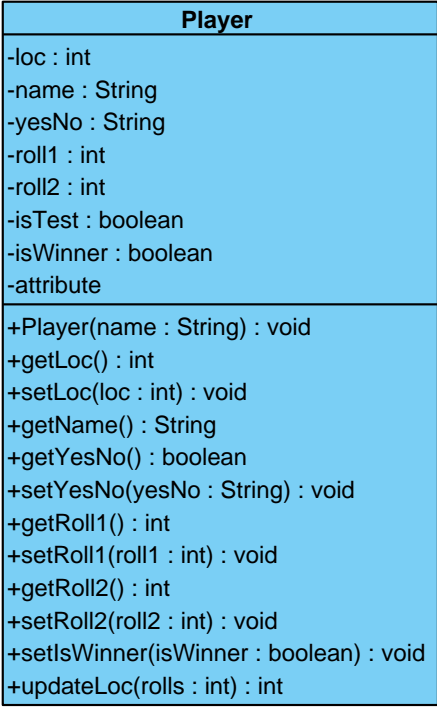 Player
-loc : int
-name : String
-yesNo : String
-roll1 : int
-roll2 : int
-isTest : boolean
-isWinner : boolean
-attribute
+Player(name : String) : void
+getLoc() : int
+setLoc(loc : int) : void
+getName() : String
+getYesNo() : boolean
+setYesNo(yesNo : String) : void
+getRoll1() : int
+setRoll1(roll1 : int) : void
+getRoll2() : int
+setRoll2(roll2 : int) : void
+setIsWinner(isWinner : boolean) : void
+updateLoc(rolls : int) : int